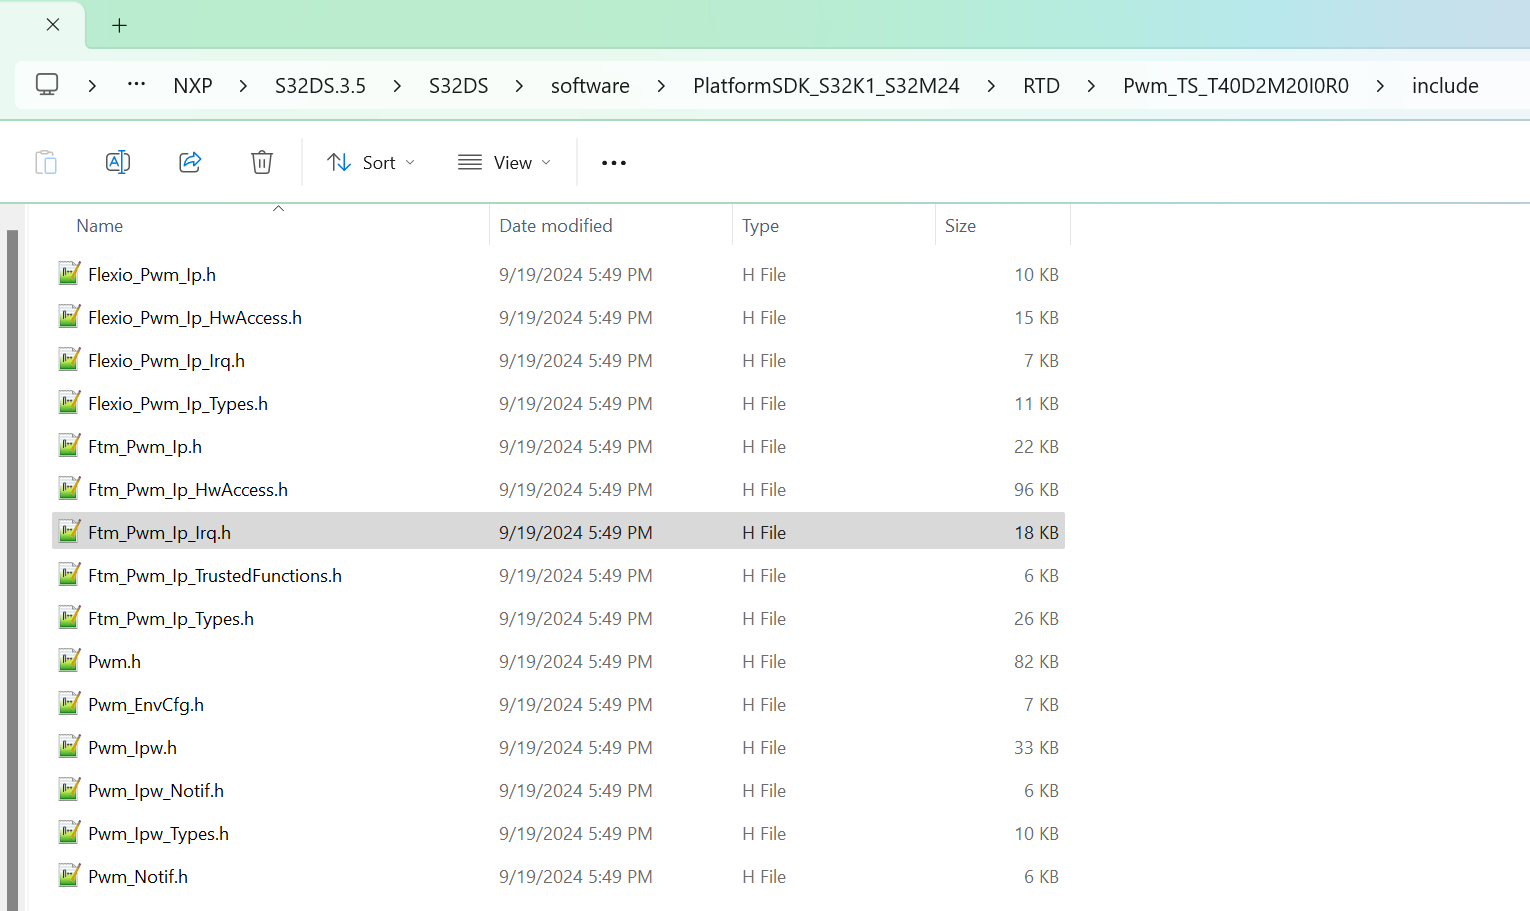 NXP > S32DS.3.5 > S32DS > software > PlatformSDK_S32K1_S32M24 > RTD > Pwm_TS_T40D2M20I0R0 > include
Sort View
Name Date modified Type Size
Flexio_Pwm_Ip.h 9/19/2024 5:49 PM H File 10 KB
Flexio_Pwm_Ip_HwAccess.h 9/19/2024 5:49 PM H File 15 KB
Flexio_Pwm_Ip_Irq.h 9/19/2024 5:49 PM H File 7 KB
Flexio_Pwm_Ip_Types.h 9/19/2024 5:49 PM H File 11 KB
Ftm_Pwm_Ip.h 9/19/2024 5:49 PM H File 22 KB
Ftm_Pwm_Ip_HwAccess.h 9/19/2024 5:49 PM H File 96 KB
Ftm_Pwm_Ip_Irq.h 9/19/2024 5:49 PM H File 18 KB
Ftm_Pwm_Ip_TrustedFunctions.h 9/19/2024 5:49 PM H File 6 KB
Ftm_Pwm_Ip_Types.h 9/19/2024 5:49 PM H File 26 KB
Pwm.h 9/19/2024 5:49 PM H File 82 KB
Pwm_EnvCfg.h 9/19/2024 5:49 PM H File 7 KB
Pwm_Ipw.h 9/19/2024 5:49 PM H File 33 KB
Pwm_Ipw_Notif.h 9/19/2024 5:49 PM H File 6 KB
Pwm_Ipw_Types.h 9/19/2024 5:49 PM H File 10 KB
Pwm_Notif.h 9/19/2024 5:49 PM H File 6 KB